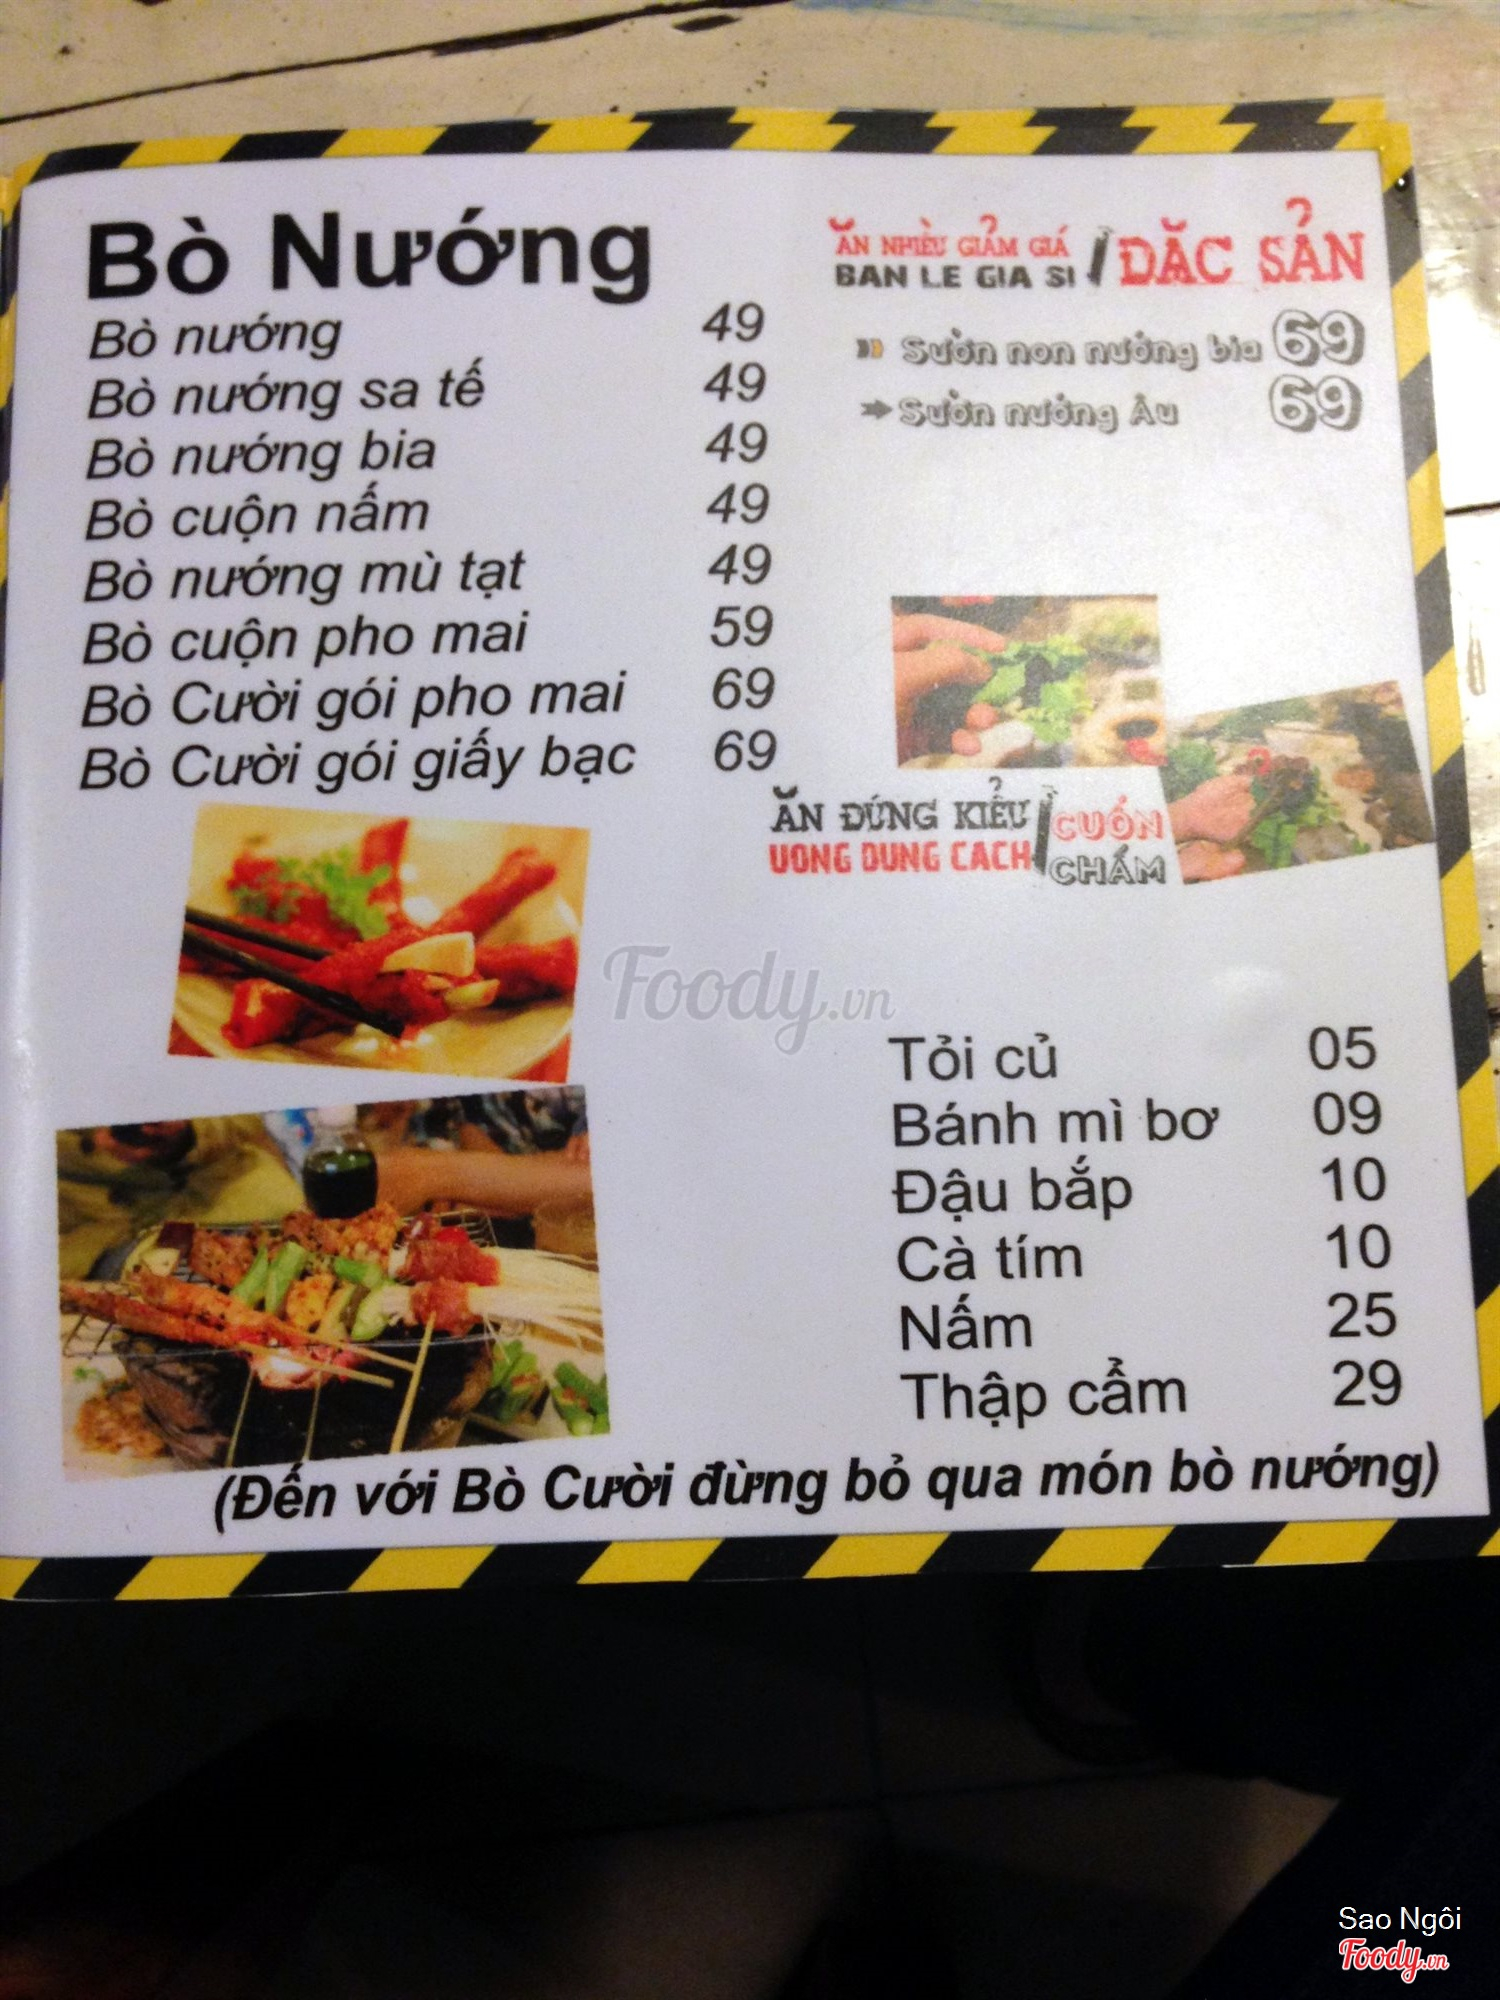 Bò Nướng
Bò nướng 49
Bò nướng sa tế 49
Bò nướng bia 49
Bò cuộn nấm 49
Bò nướng mù tạt 49
Bò cuộn pho mai 59
Bò Cười gói pho mai 69
Bò Cười gói giấy bạc 69
ĂN NHIỀU GIẢM GIÁ
BAN LE GIA SI
ĐẶC SẢN
Sườn non nướng bia 69
Sườn nướng Âu 69
ĂN ĐÚNG KIỂU
UONG DUNG CACH
CUỐN
CHẤM
Foody.vn
Tỏi củ 05
Bánh mì bơ 09
Đậu bắp 10
Cà tím 10
Nấm 25
Thập cẩm 29
(Đến với Bò Cười đừng bỏ qua món bò nướng)
Sao Ngôi
Foody.vn